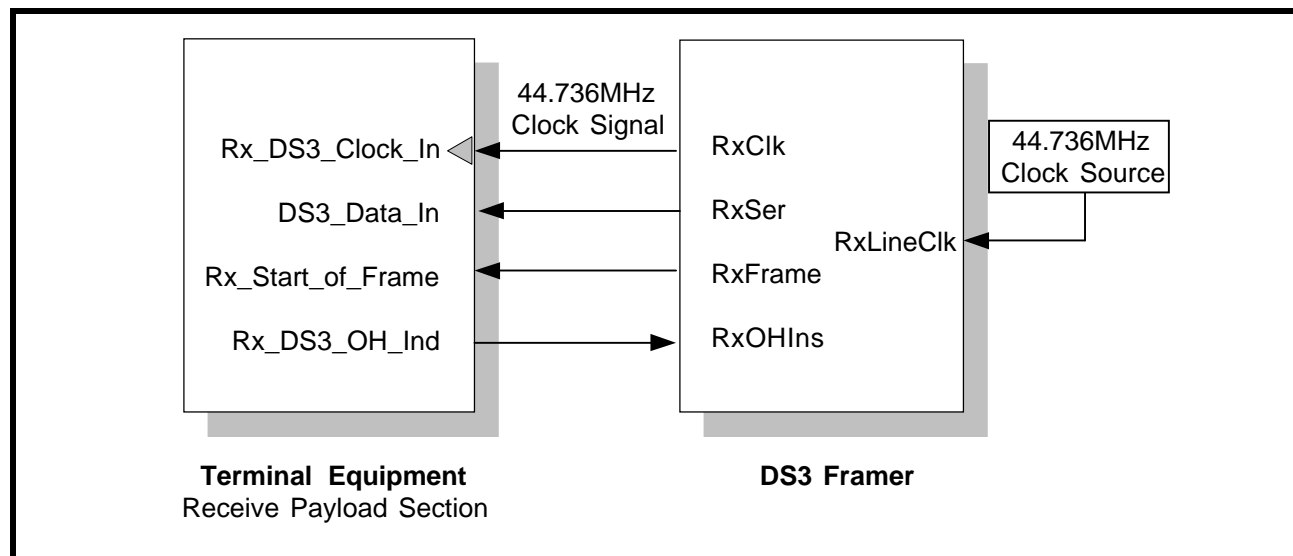 44.736MHz
Clock Signal
Rx_DS3_Clock_In
DS3_Data_In
Rx_Start_of_Frame
Rx_DS3_OH_Ind
RxClk
RxSer
RxLineClk
RxFrame
RxOHIns
44.736MHz
Clock Source
Terminal Equipment
Receive Payload Section
DS3 Framer